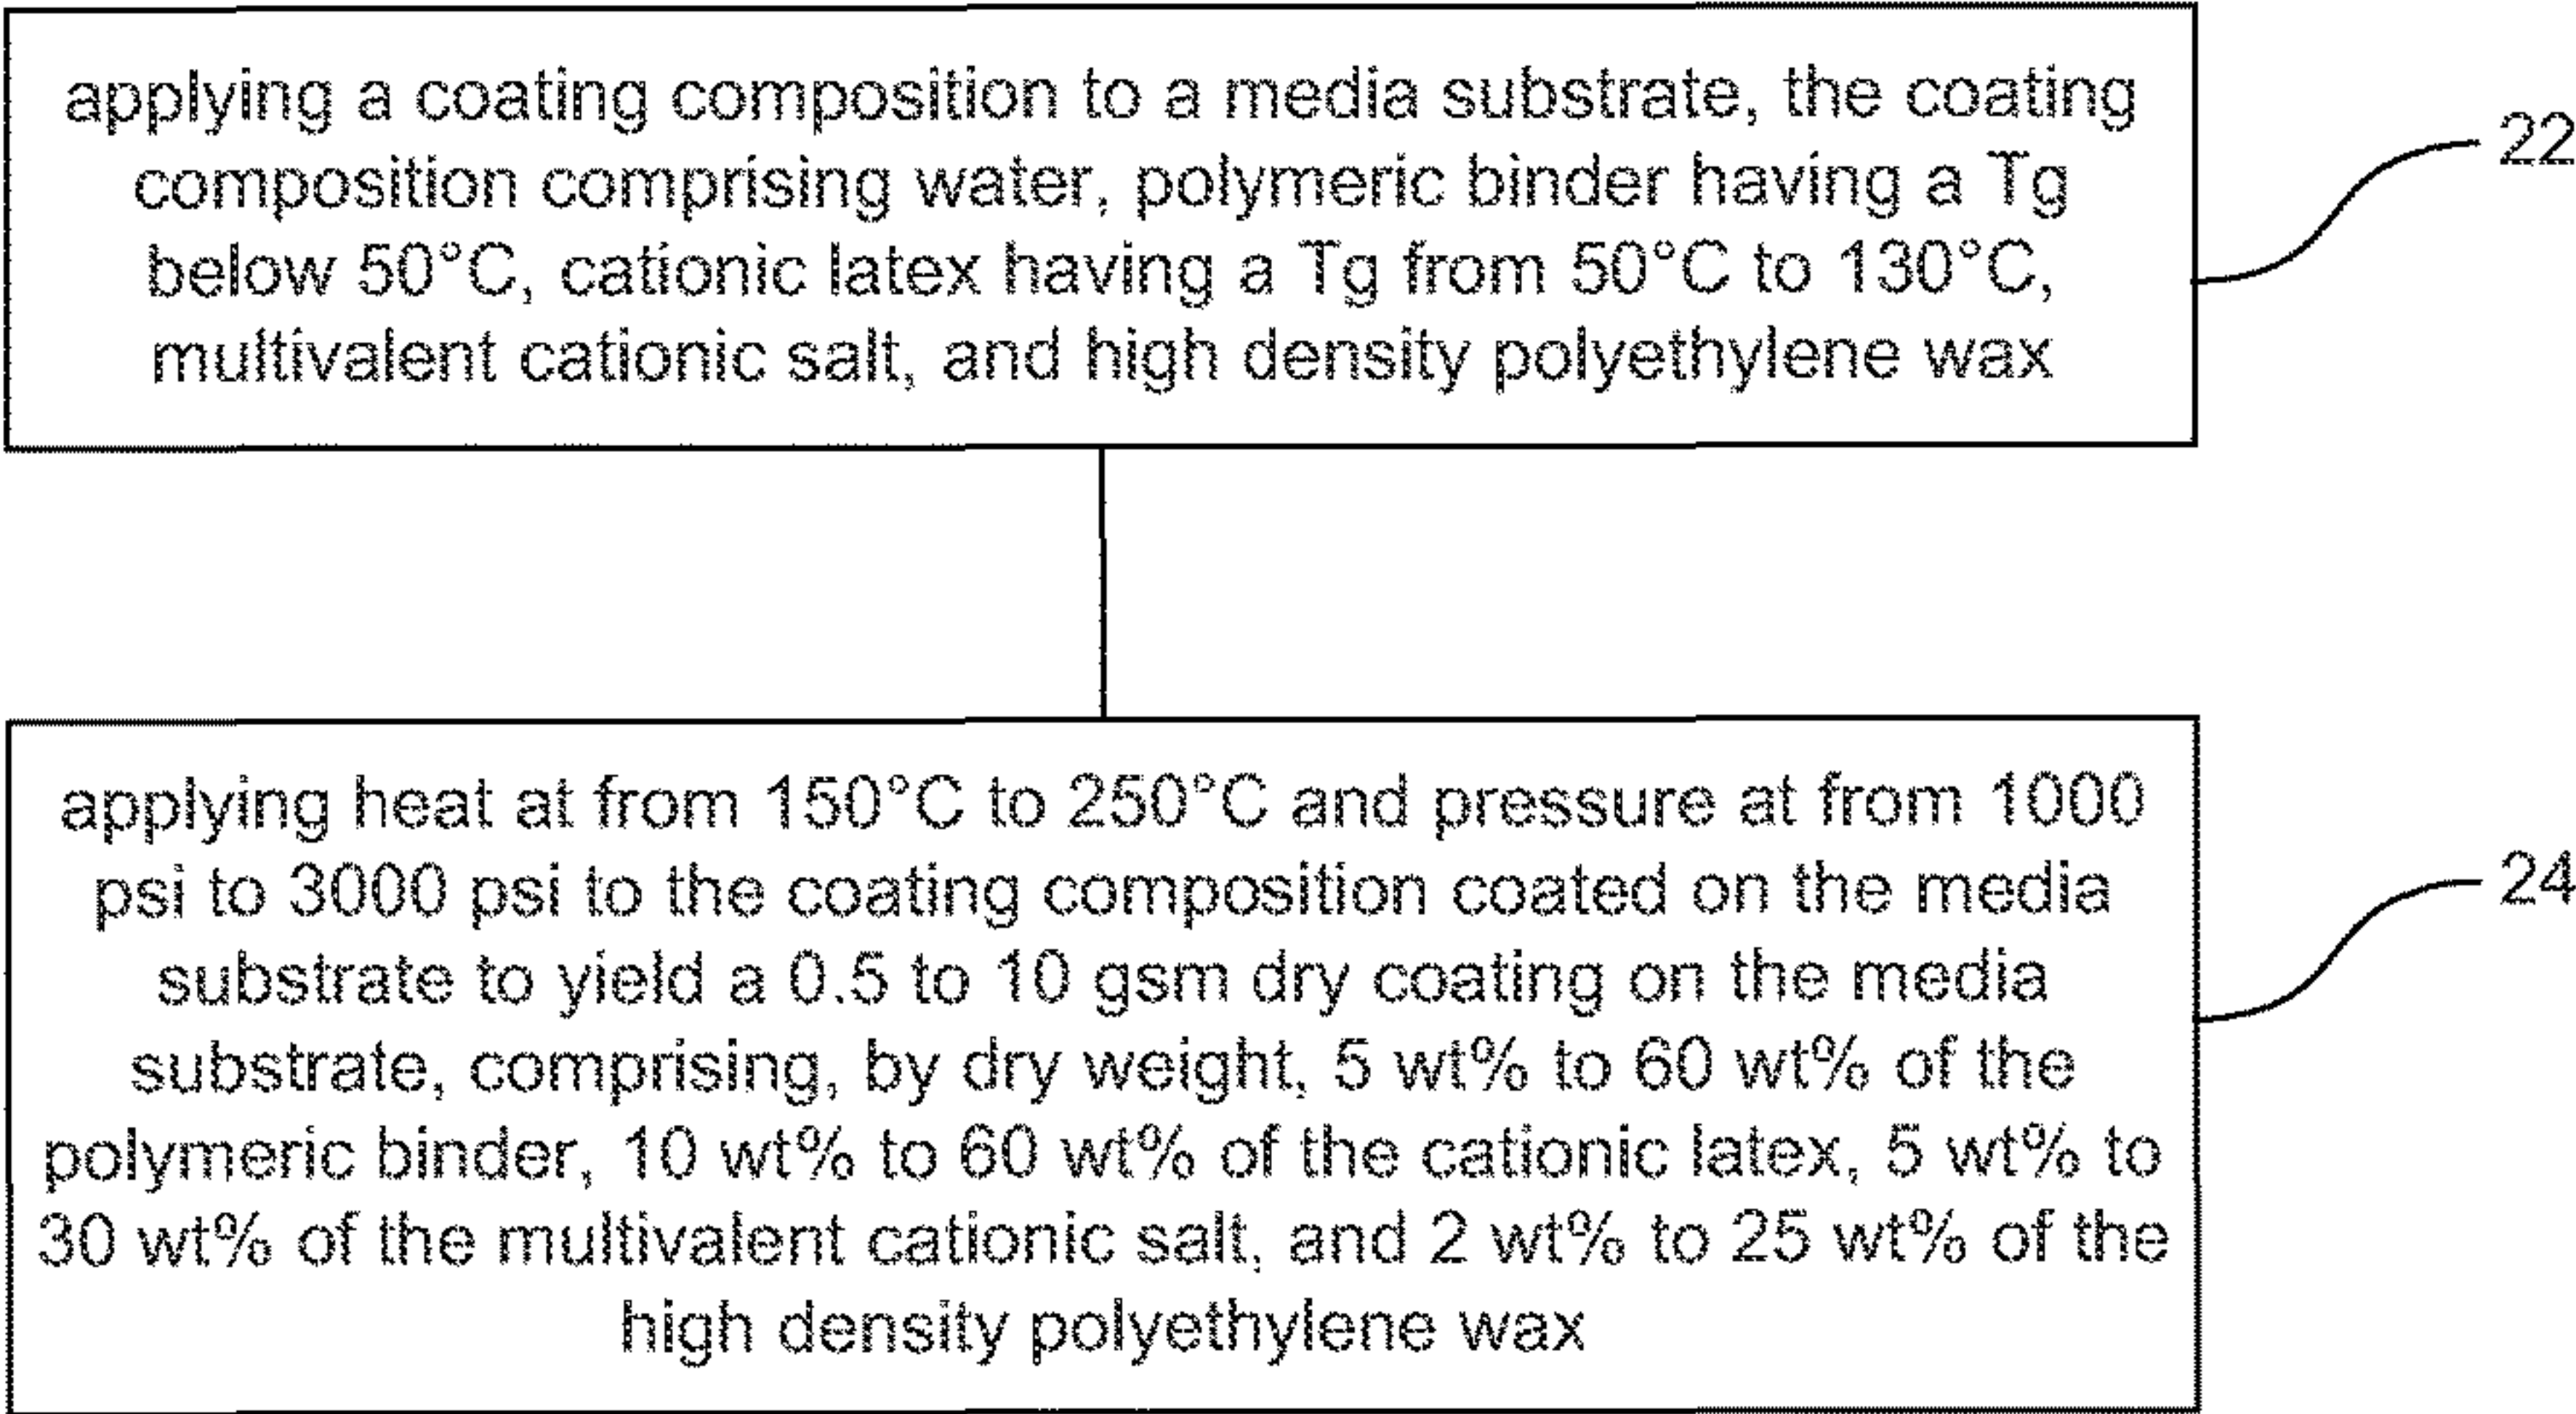 applying a coating composition to a media substrate, the coating
composition comprising water, polymeric binder having a Tg
below 50°C, cationic latex having a Tg from 50°C to 130°C,
multivalent cationic salt, and high density polyethylene wax
22
applying heat at from 150°C to 250°C and pressure at from 1000
psi to 3000 psi to the coating composition coated on the media
substrate to yield a 0.5 to 10 gsm dry coating on the media
substrate, comprising, by dry weight, 5 wt% to 60 wt% of the
polymeric binder, 10 wt% to 60 wt% of the cationic latex, 5 wt% to
30 wt% of the multivalent cationic salt, and 2 wt% to 25 wt% of the
high density polyethylene wax
24